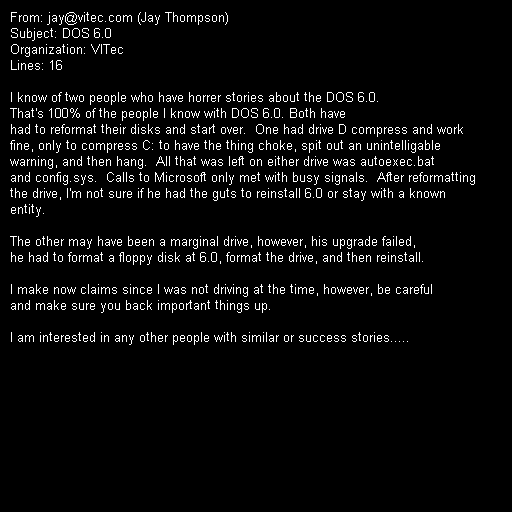 From: jay@vitec.com (Jay Thompson)
Subject: DOS 6.0
Organization: VITec
Lines: 16

I know of two people who have horrer stories about the DOS 6.0.
That's 100% of the people I know with DOS 6.0. Both have
had to reformat their disks and start over.  One had drive D compress and work
fine, only to compress C: to have the thing choke, spit out an unintelligable
warning, and then hang.  All that was left on either drive was autoexec.bat
and config.sys.  Calls to Microsoft only met with busy signals.  After reformatting
the drive, I'm not sure if he had the guts to reinstall 6.0 or stay with a known
entity.

The other may have been a marginal drive, however, his upgrade failed,
he had to format a floppy disk at 6.0, format the drive, and then reinstall.

I make now claims since I was not driving at the time, however, be careful
and make sure you back important things up.

I am interested in any other people with similar or success stories.....